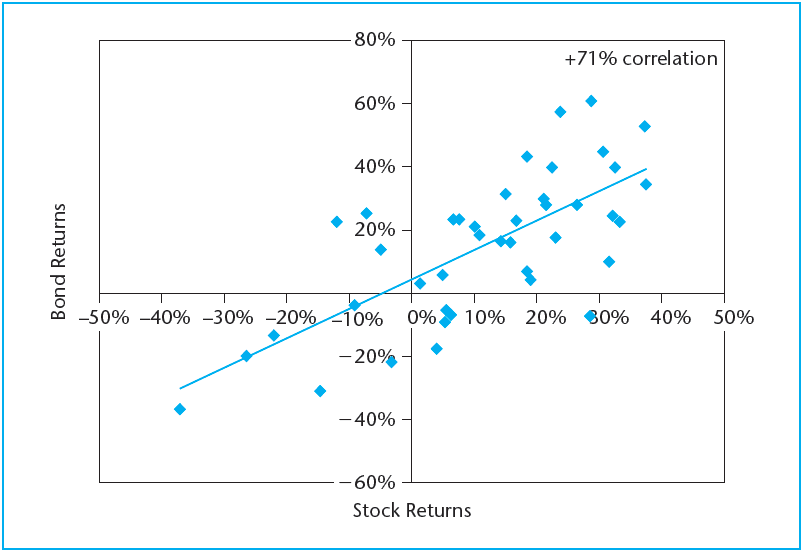 80%
+71% correlation
60%
40%
20%
Bond Returns
–50% –40% –30% –20% –10% 0% 10% 20% 30% 40% 50%
–20%
–40%
–60%
Stock Returns